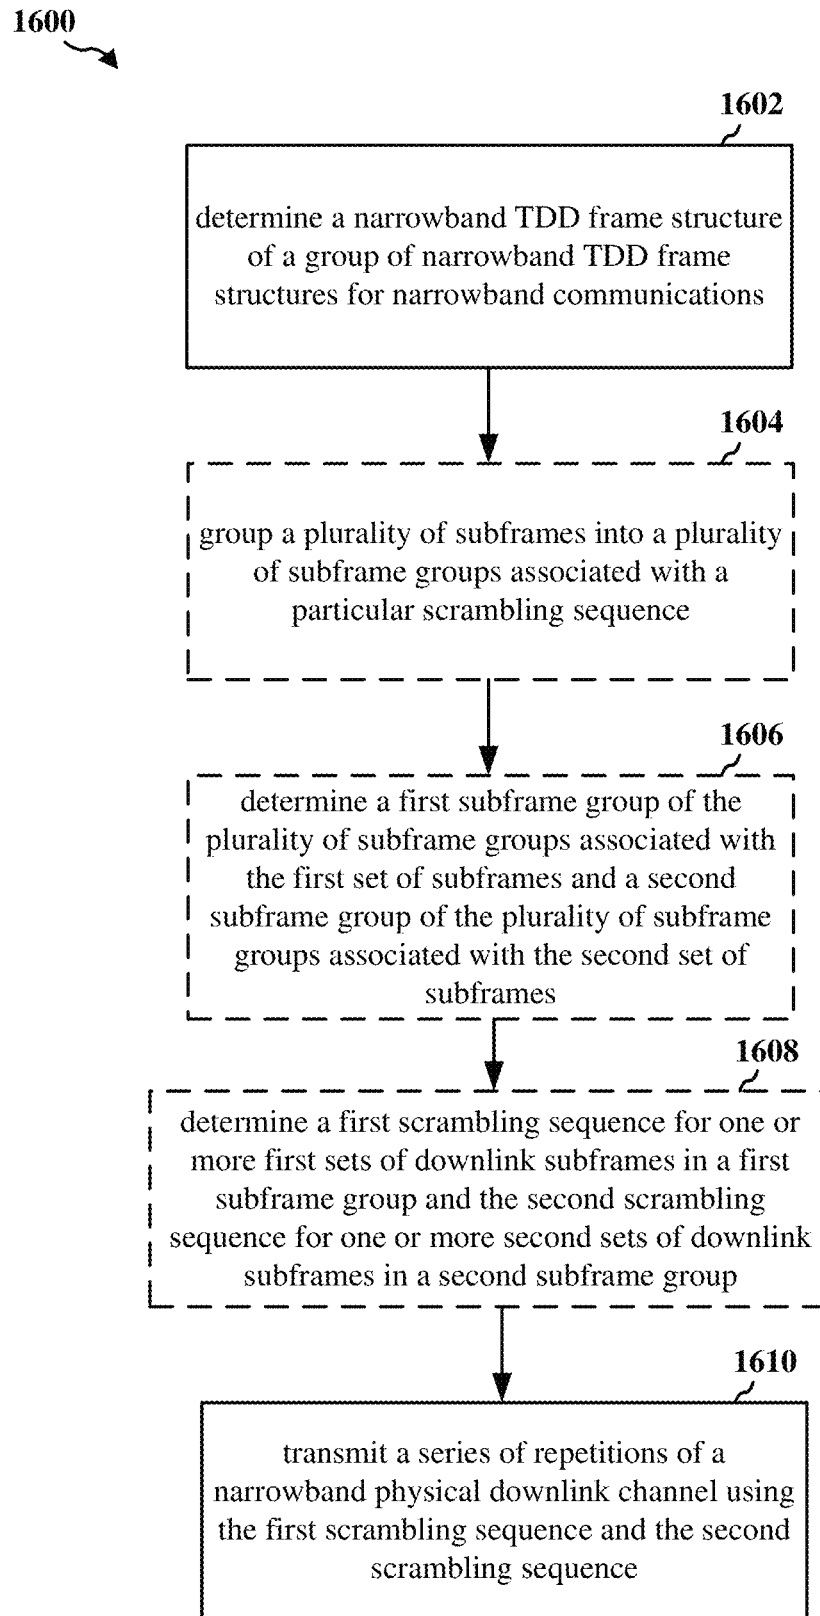 1600
1602
determine a narrowband TDD frame structure
of a group of narrowband TDD frame
structures for narrowband communications
1604
group a plurality of subframes into a plurality
of subframe groups associated with a
particular scrambling sequence
1606
determine a first subframe group of the
plurality of subframe groups associated with
the first set of subframes and a second
subframe group of the plurality of subframe
groups associated with the second set of
subframes
1608
determine a first scrambling sequence for one or
more first sets of downlink subframes in a first
subframe group and the second scrambling
sequence for one or more second sets of downlink
subframes in a second subframe group
1610
transmit a series of repetitions of a
narrowband physical downlink channel using
the first scrambling sequence and the second
scrambling sequence